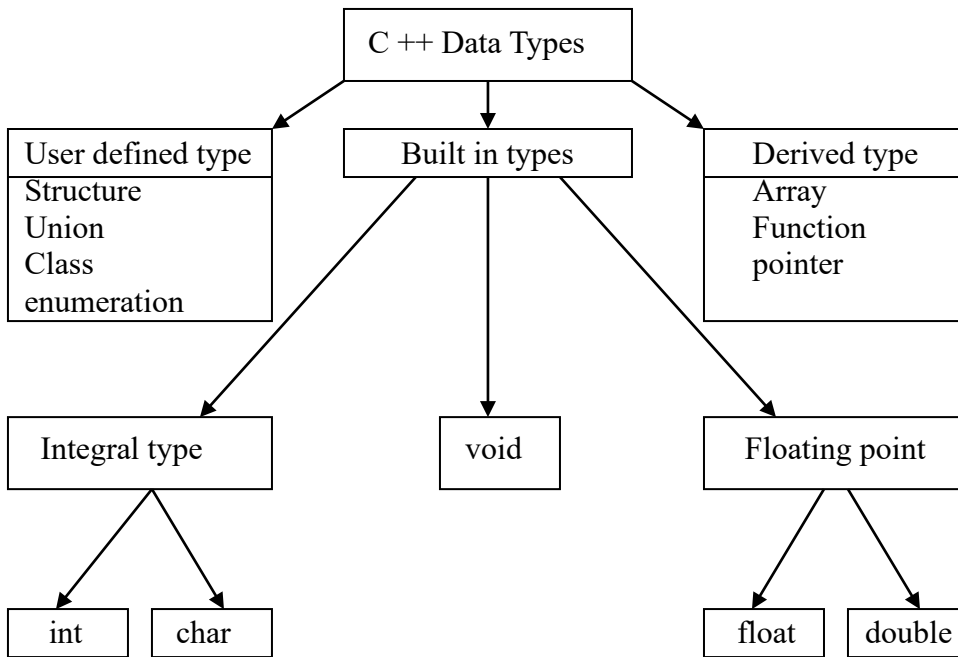 C ++ Data Types
User defined type
Structure
Union
Class
enumeration
Built in types
Derived type
Array
Function
pointer
Integral type
void
Floating point
int
char
float
double